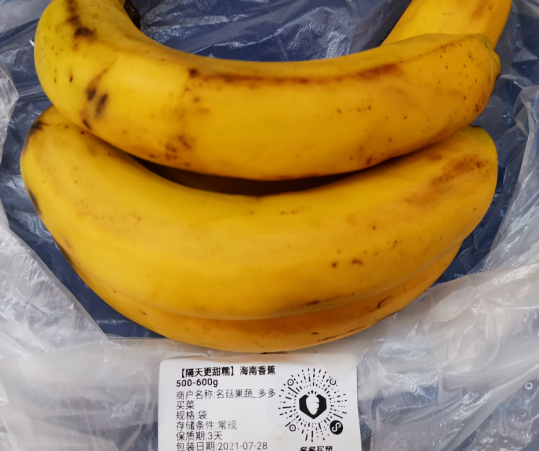 【隔天更甜糯】海南香蕉
500-600g
商户名称:名菇果蔬_多多
买菜
规格:袋
存储条件:常规
保质期:3天
包装日期:2021-07-28
多多买菜